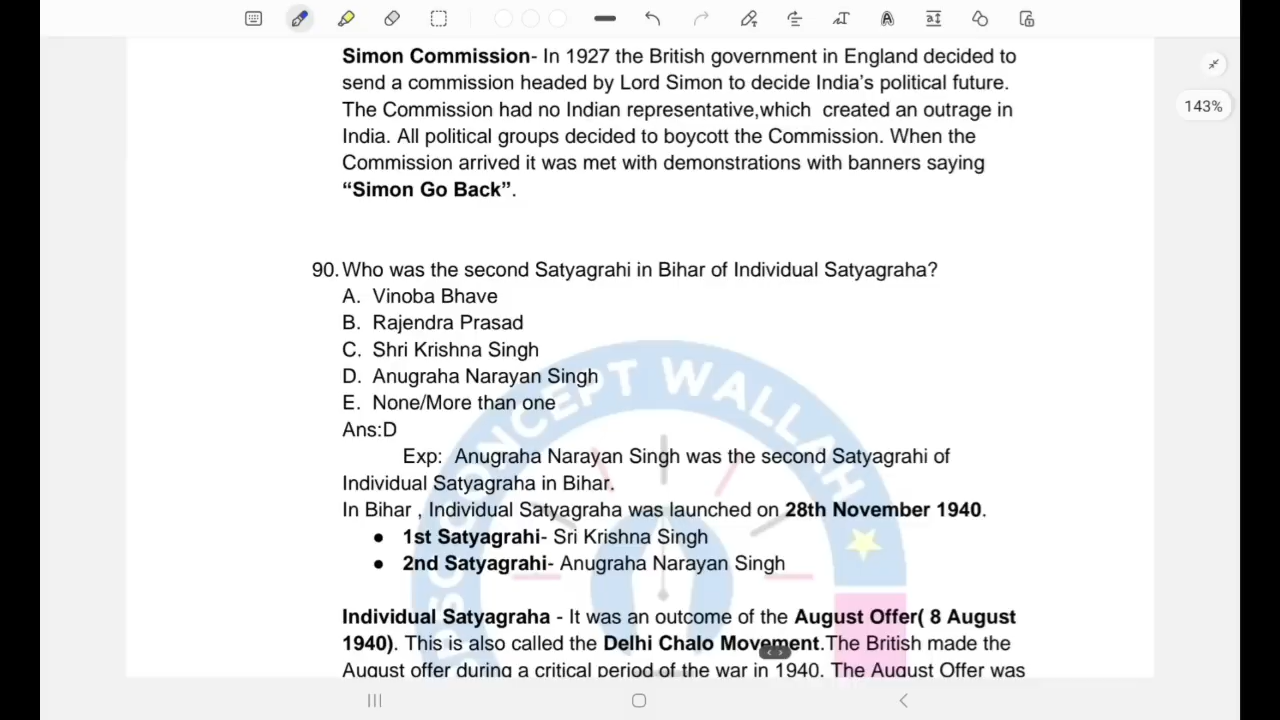 143%
Simon Commission- In 1927 the British government in England decided to
send a commission headed by Lord Simon to decide India's political future.
The Commission had no Indian representative,which  created an outrage in
India. All political groups decided to boycott the Commission. When the
Commission arrived it was met with demonstrations with banners saying
“Simon Go Back”.
90. Who was the second Satyagrahi in Bihar of Individual Satyagraha?
A. Vinoba Bhave
B. Rajendra Prasad
C. Shri Krishna Singh
D. Anugraha Narayan Singh
E. None/More than one
Ans:D
Exp: Anugraha Narayan Singh was the second Satyagrahi of
Individual Satyagraha in Bihar.
In Bihar , Individual Satyagraha was launched on 28th November 1940.
● 1st Satyagrahi- Sri Krishna Singh
● 2nd Satyagrahi- Anugraha Narayan Singh
Individual Satyagraha - It was an outcome of the August Offer( 8 August
1940). This is also called the Delhi Chalo Movement.The British made the
August offer during a critical period of the war in 1940. The August Offer was
PSC CONCEPT WALLAH